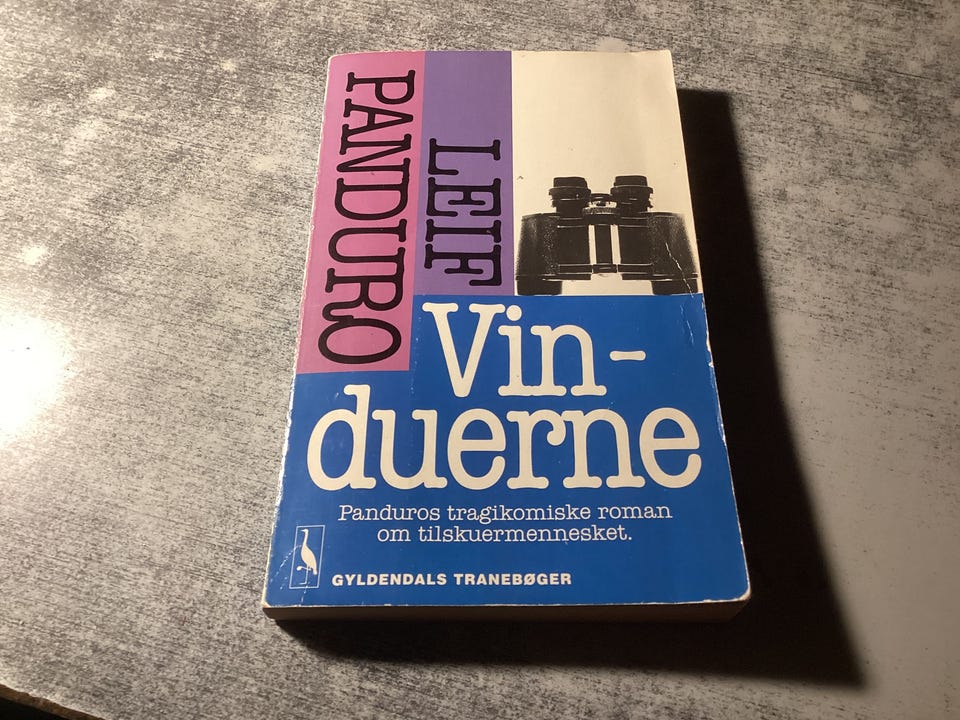 LEIF
PANDURO
Vin-
duerne
Panduros tragikomiske roman
om tilskuermennesket.
GYLDENDALS TRANEBØGER